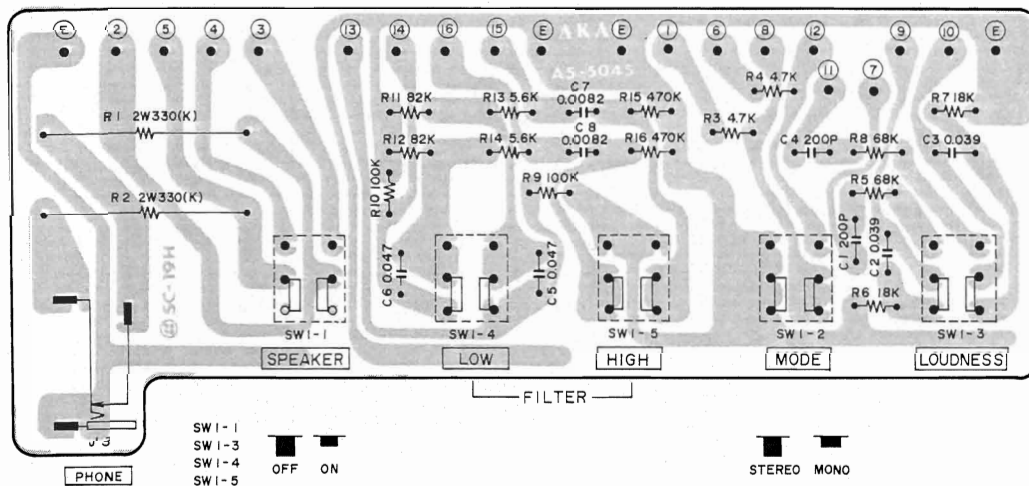 E 2 5 4 3 13 14 16 15 E E 1 6 8 12 9 10 E
AKAI
AS-5045
11 7
R4 4.7K
C7
0.0082
R11 82K R13 5.6K R15 470K R7 18K
R1 2W330(K)
R3 4.7K
C8
0.0082
R12 82K R14 5.6K R16 470K C4 200P R8 68K C3 0.039
R10 100K
R9 100K
R5 68K
R2 2W330(K)
C6 0.047
C5 0.047
C1 200P
C2 0.039
R6 18K
SC-19H
SW1-1 SW1-4 SW1-5 SW1-2 SW1-3
SPEAKER LOW HIGH MODE LOUDNESS
FILTER
J3
PHONE
SW1-1
SW1-3
SW1-4
SW1-5
OFF ON
STEREO MONO